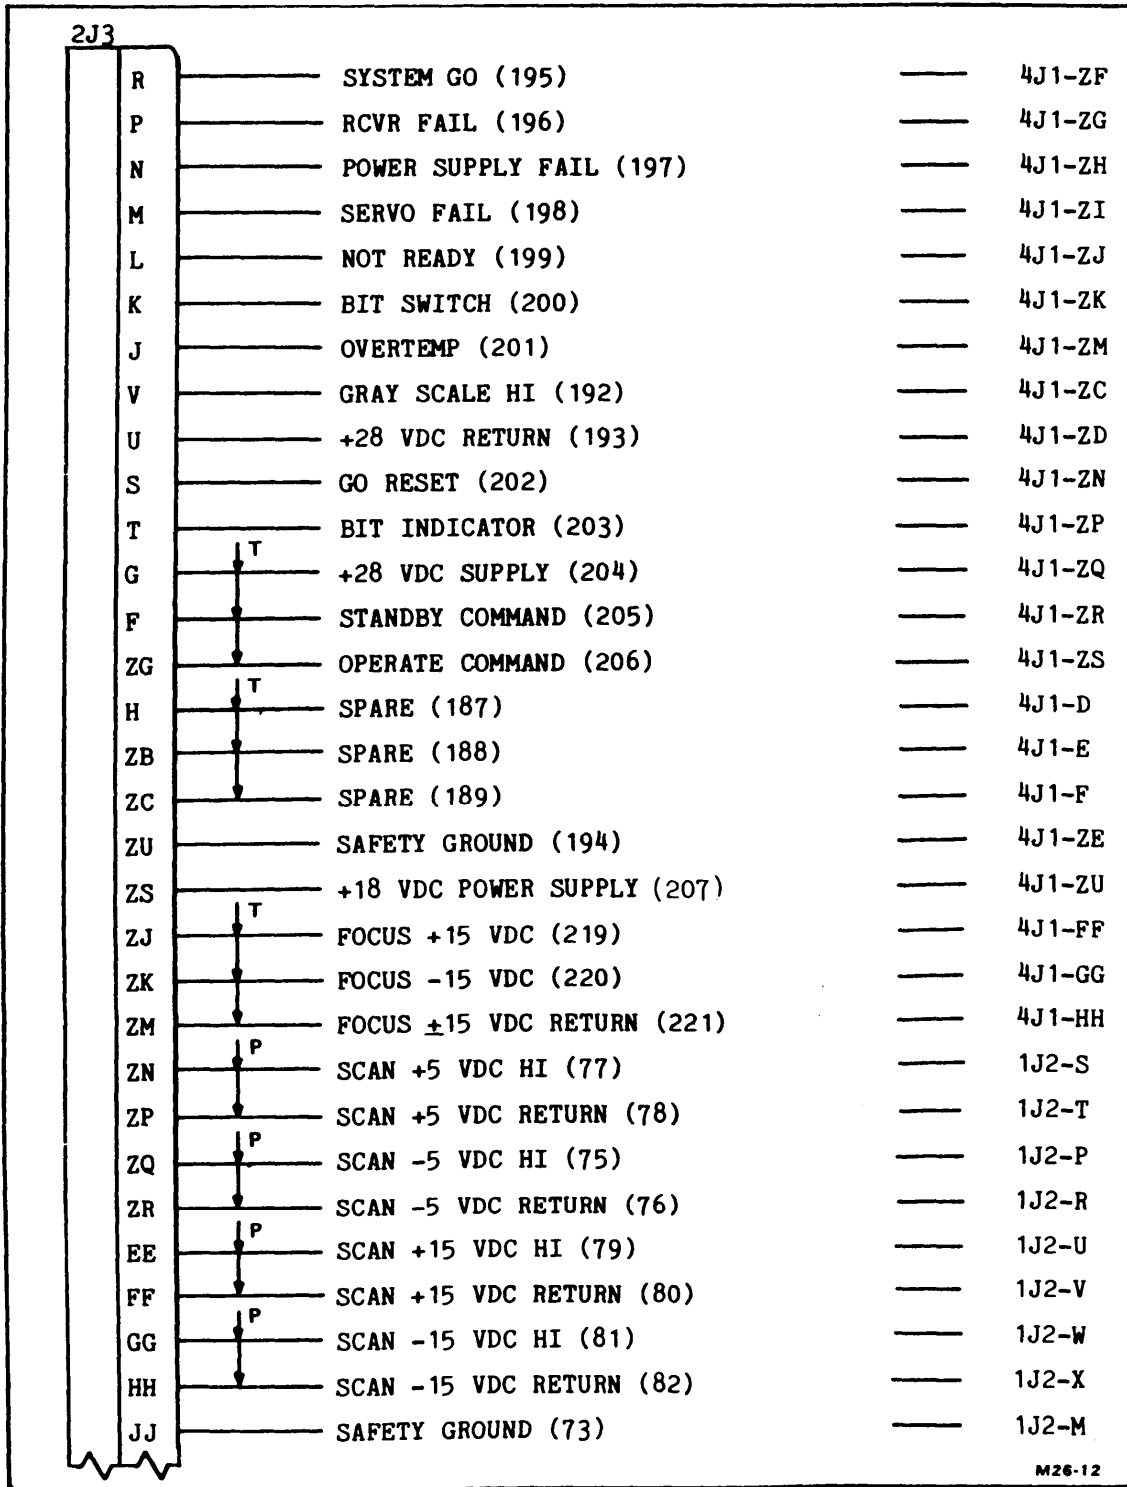 2J3
R SYSTEM GO (195) 4J1-ZF
P RCVR FAIL (196) 4J1-ZG
N POWER SUPPLY FAIL (197) 4J1-ZH
M SERVO FAIL (198) 4J1-ZI
L NOT READY (199) 4J1-ZJ
K BIT SWITCH (200) 4J1-ZK
J OVERTEMP (201) 4J1-ZM
V GRAY SCALE HI (192) 4J1-ZC
U +28 VDC RETURN (193) 4J1-ZD
S GO RESET (202) 4J1-ZN
T BIT INDICATOR (203) 4J1-ZP
T
G +28 VDC SUPPLY (204) 4J1-ZQ
F STANDBY COMMAND (205) 4J1-ZR
ZG OPERATE COMMAND (206) 4J1-ZS
T
H SPARE (187) 4J1-D
ZB SPARE (188) 4J1-E
ZC SPARE (189) 4J1-F
ZU SAFETY GROUND (194) 4J1-ZE
ZS +18 VDC POWER SUPPLY (207) 4J1-ZU
T
ZJ FOCUS +15 VDC (219) 4J1-FF
ZK FOCUS -15 VDC (220) 4J1-GG
ZM FOCUS ±15 VDC RETURN (221) 4J1-HH
P
ZN SCAN +5 VDC HI (77) 1J2-S
ZP SCAN +5 VDC RETURN (78) 1J2-T
P
ZQ SCAN -5 VDC HI (75) 1J2-P
ZR SCAN -5 VDC RETURN (76) 1J2-R
P
EE SCAN +15 VDC HI (79) 1J2-U
FF SCAN +15 VDC RETURN (80) 1J2-V
P
GG SCAN -15 VDC HI (81) 1J2-W
HH SCAN -15 VDC RETURN (82) 1J2-X
JJ SAFETY GROUND (73) 1J2-M
M26-12